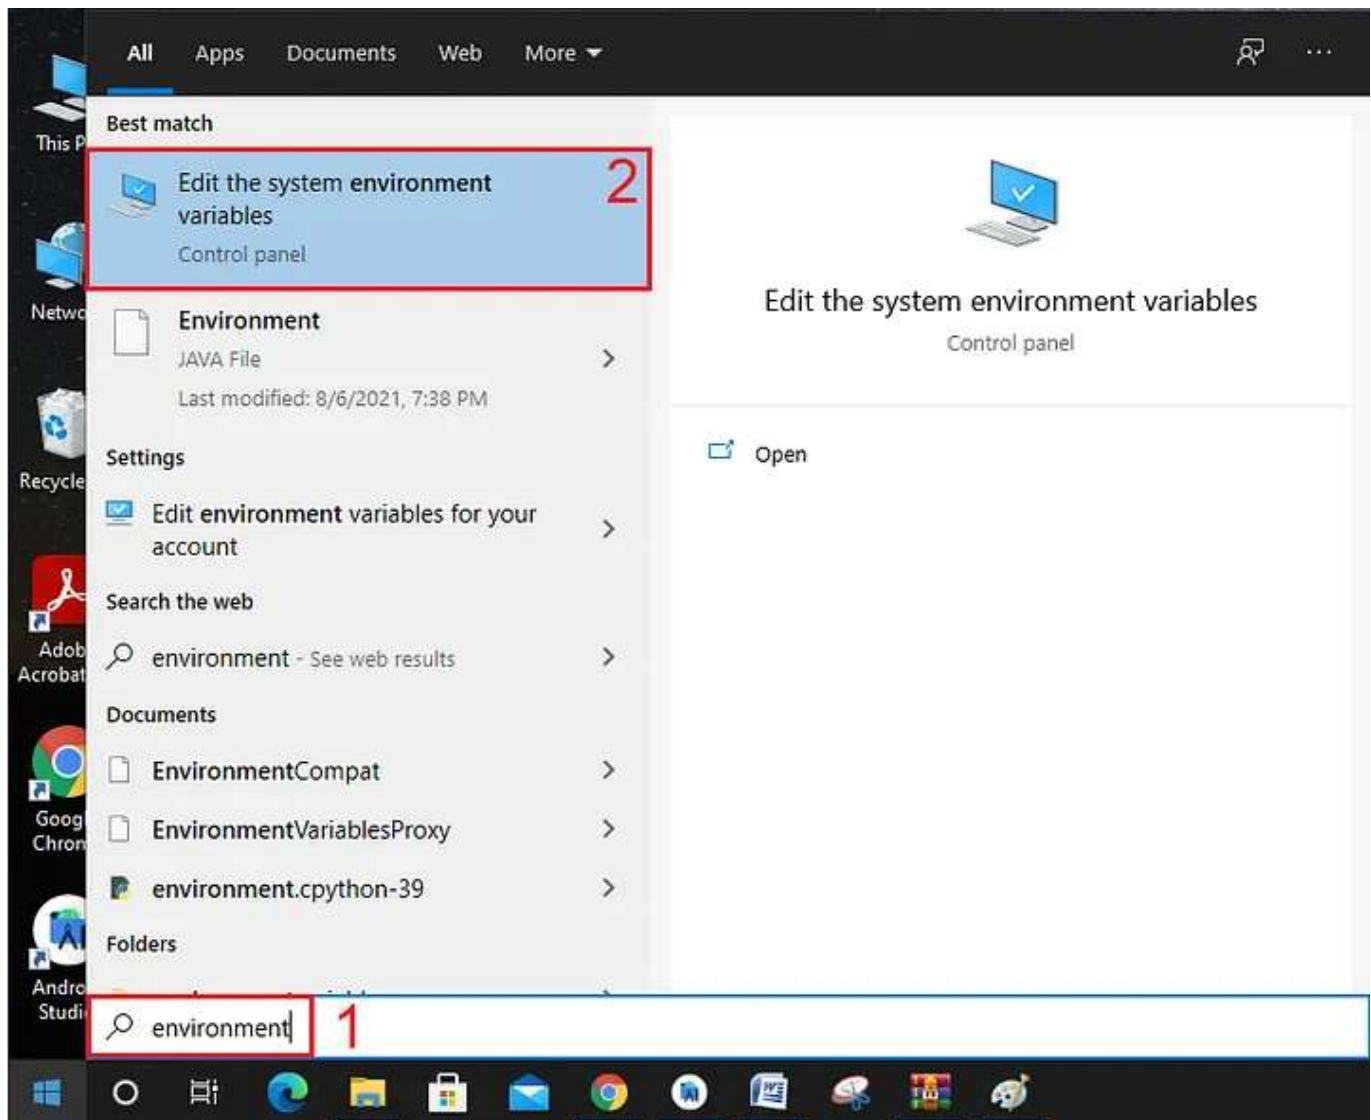 All Apps Documents Web More
Best match
This P
Edit the system environment
variables
Control panel
2
Edit the system environment variables
Control panel
Netwo
Environment
JAVA File
Last modified: 8/6/2021, 7:38 PM
Open
Settings
Recycle
Edit environment variables for your
account
Search the web
Adob
Acrobat
environment - See web results
Documents
EnvironmentCompat
Goog
Chron
EnvironmentVariablesProxy
environment.cpython-39
Folders
Andro
Studi
environment
1